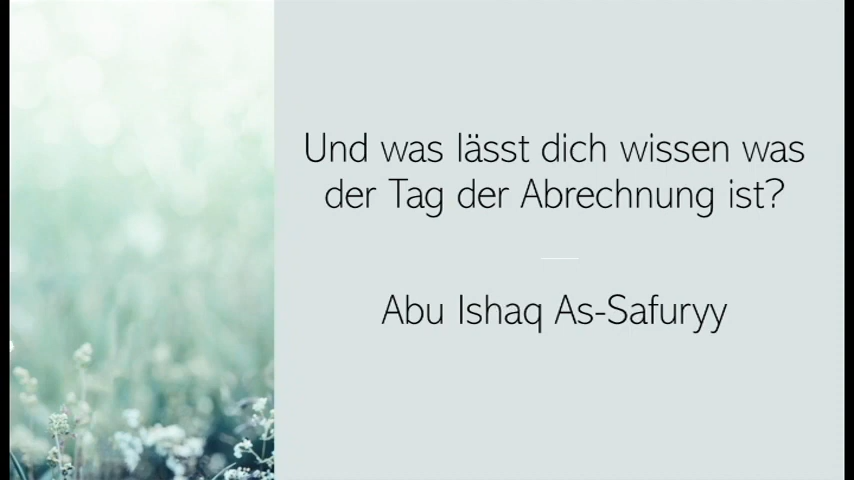 Und was lässt dich wissen was
der Tag der Abrechnung ist?
Abu Ishaq As-Safuryy